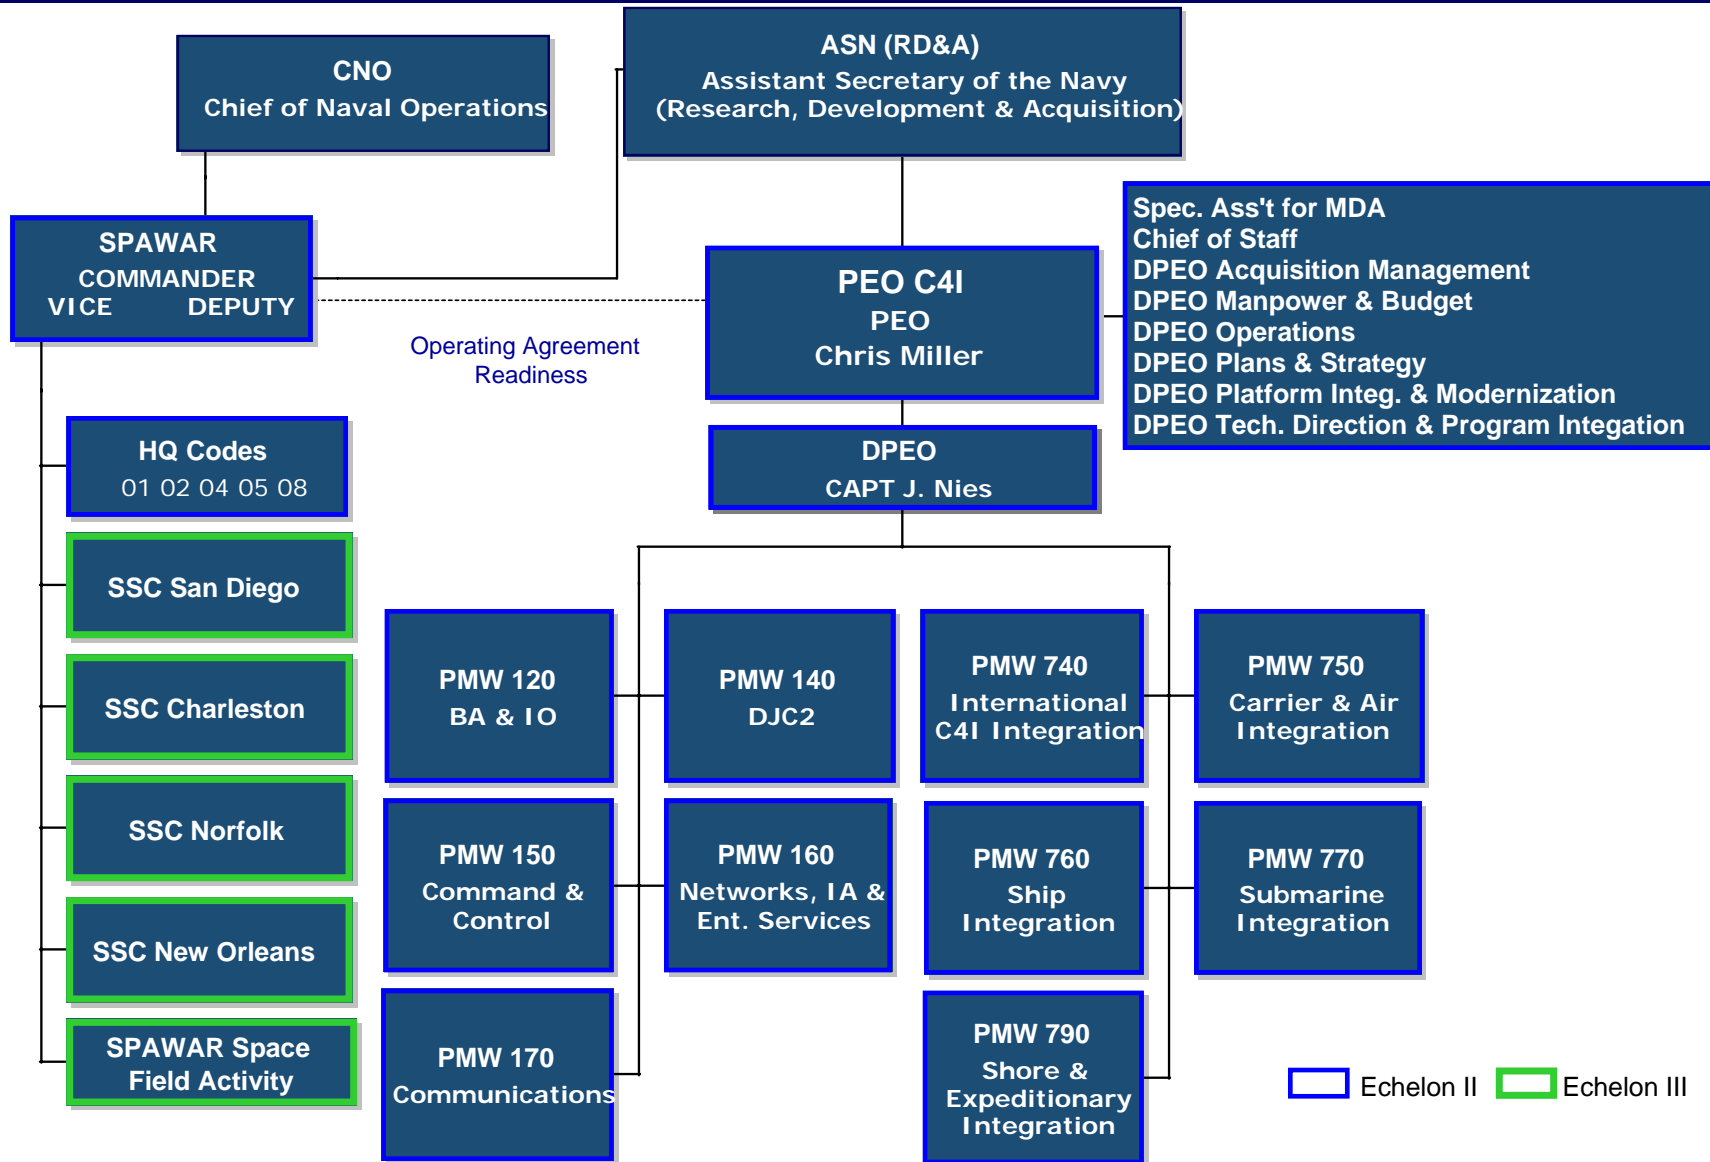 CNO
Chief of Naval Operations
ASN (RD&A)
Assistant Secretary of the Navy
(Research, Development & Acquisition)
SPAWAR
COMMANDER
VICE DEPUTY
Operating Agreement
Readiness
PEO C4I
PEO
Chris Miller
Spec. Ass't for MDA
Chief of Staff
DPEO Acquisition Management
DPEO Manpower & Budget
DPEO Operations
DPEO Plans & Strategy
DPEO Platform Integ. & Modernization
DPEO Tech. Direction & Program Integation
DPEO
CAPT J. Nies
HQ Codes
01 02 04 05 08
SSC San Diego
SSC Charleston
SSC Norfolk
SSC New Orleans
SPAWAR Space
Field Activity
PMW 120
BA & IO
PMW 140
DJC2
PMW 740
International
C4I Integration
PMW 750
Carrier & Air
Integration
PMW 150
Command &
Control
PMW 160
Networks, IA &
Ent. Services
PMW 760
Ship
Integration
PMW 770
Submarine
Integration
PMW 170
Communications
PMW 790
Shore &
Expeditionary
Integration
Echelon II
Echelon III